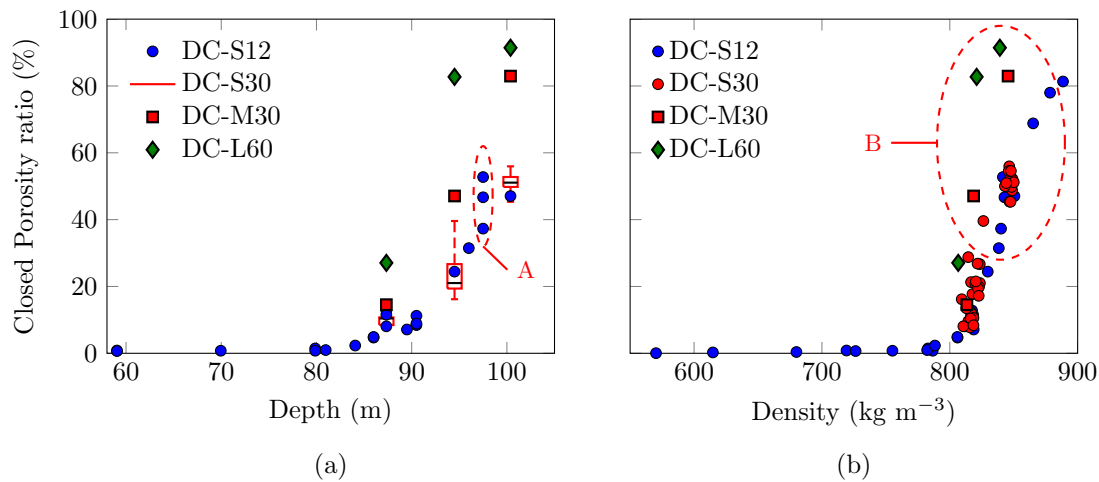 Closed Porosity ratio (%)
100
80
60
40
20
0
DC-S12
DC-S30
DC-M30
DC-L60
A
60 70 80 90 100
Depth (m)
(a)
DC-S12
DC-S30
DC-M30
DC-L60
B
600 700 800 900
Density (kg m⁻³)
(b)